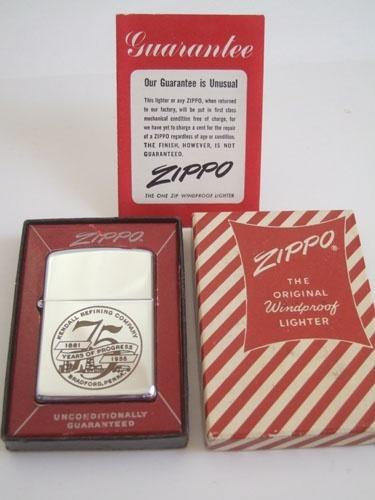 Guarantee
Our Guarantee is Unusual
This lighter or any ZIPPO, when returned
to our factory, will be put in first class
mechanical condition free of charge, for
we have yet to charge a cent for the repair
of a ZIPPO regardless of age or condition.
THE FINISH, HOWEVER, IS NOT
GUARANTEED.
ZIPPO
THE ONE ZIP WINDPROOF LIGHTER
ZIPPO
KENDALL REFINING COMPANY
75
1881
YEARS OF PROGRESS
1956
BRADFORD, PENNA.
UNCONDITIONALLY
GUARANTEED
ZIPPO®
THE
ORIGINAL
Windproof
LIGHTER